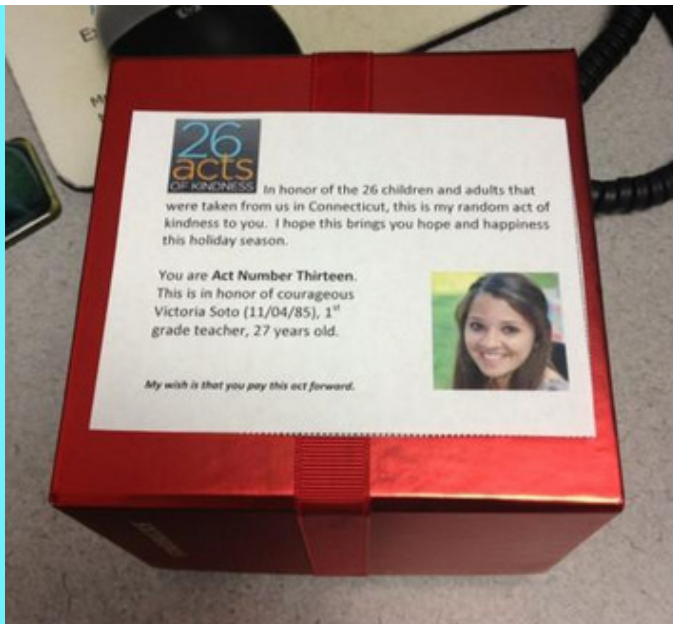 Ex
26
acts
OF KINDNESS
In honor of the 26 children and adults that
were taken from us in Connecticut, this is my random act of
kindness to you. I hope this brings you hope and happiness
this holiday season.
You are Act Number Thirteen.
This is in honor of courageous
Victoria Soto (11/04/85), 1st
grade teacher, 27 years old.
My wish is that you pay this act forward.